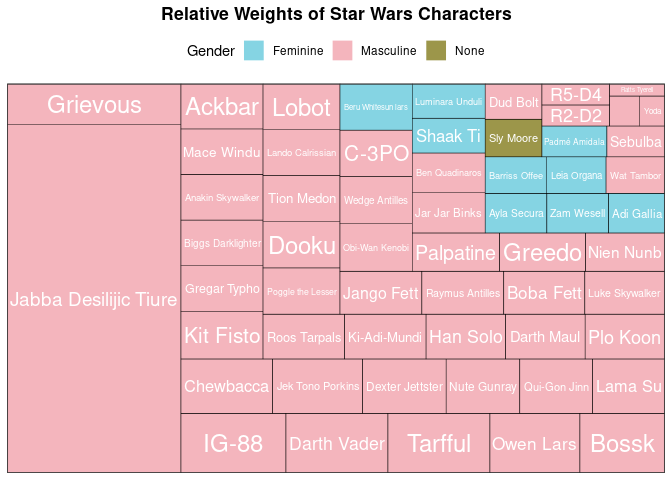 Relative Weights of Star Wars Characters
Gender Feminine Masculine None
Grievous
Jabba Desilijic Tiure
Ackbar
Mace Windu
Anakin Skywalker
Biggs Darklighter
Gregar Typho
Kit Fisto
Lobot
Lando Calrissian
Tion Medon
Dooku
Poggle the Lesser
Beru Whitesun lars
C-3PO
Wedge Antilles
Obi-Wan Kenobi
Luminara Unduli
Shaak Ti
Ben Quadinaros
Jar Jar Binks
Dud Bolt
Sly Moore
R5-D4
R2-D2
Yoda
Padmé Amidala
Sebulba
Barriss Offee
Leia Organa
Wat Tambor
Ayla Secura
Zam Wesell
Adi Gallia
Palpatine
Greedo
Nien Nunb
Jango Fett
Raymus Antilles
Boba Fett
Luke Skywalker
Roos Tarpals
Ki-Adi-Mundi
Han Solo
Darth Maul
Plo Koon
Chewbacca
Jek Tono Porkins
Dexter Jettster
Nute Gunray
Qui-Gon Jinn
Lama Su
IG-88
Darth Vader
Tarfful
Owen Lars
Bossk